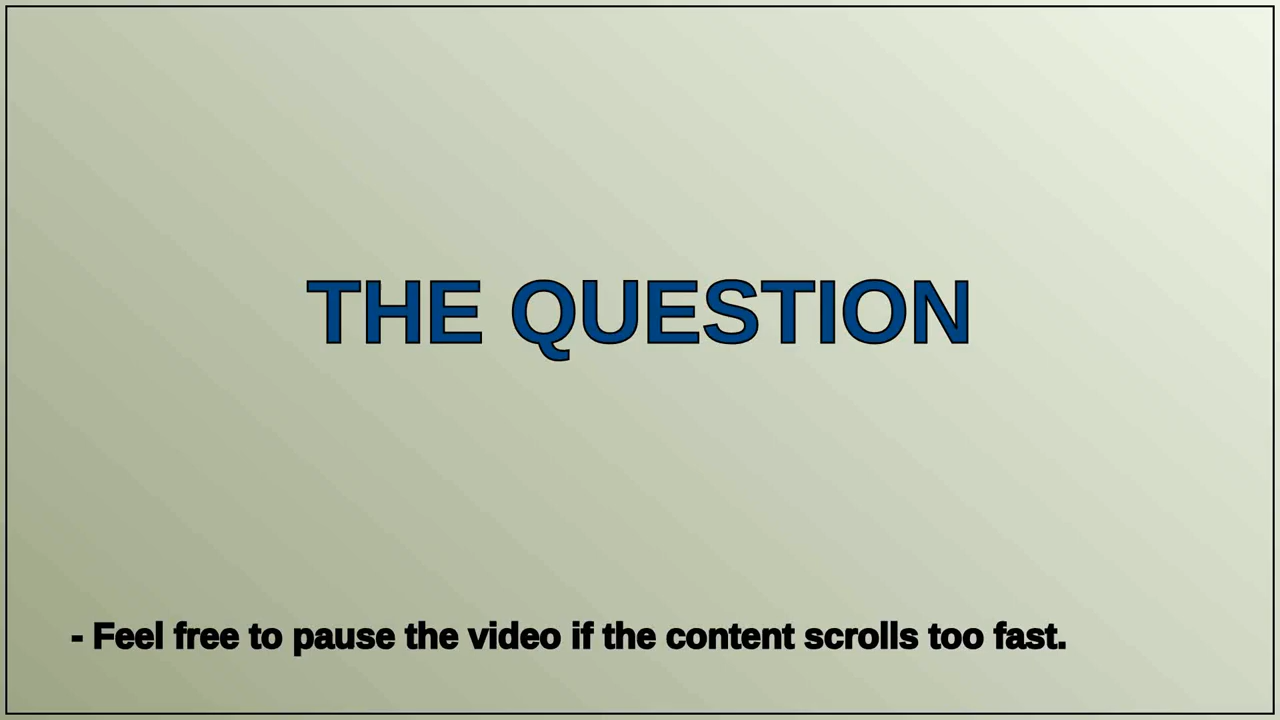 THE QUESTION
- Feel free to pause the video if the content scrolls too fast.